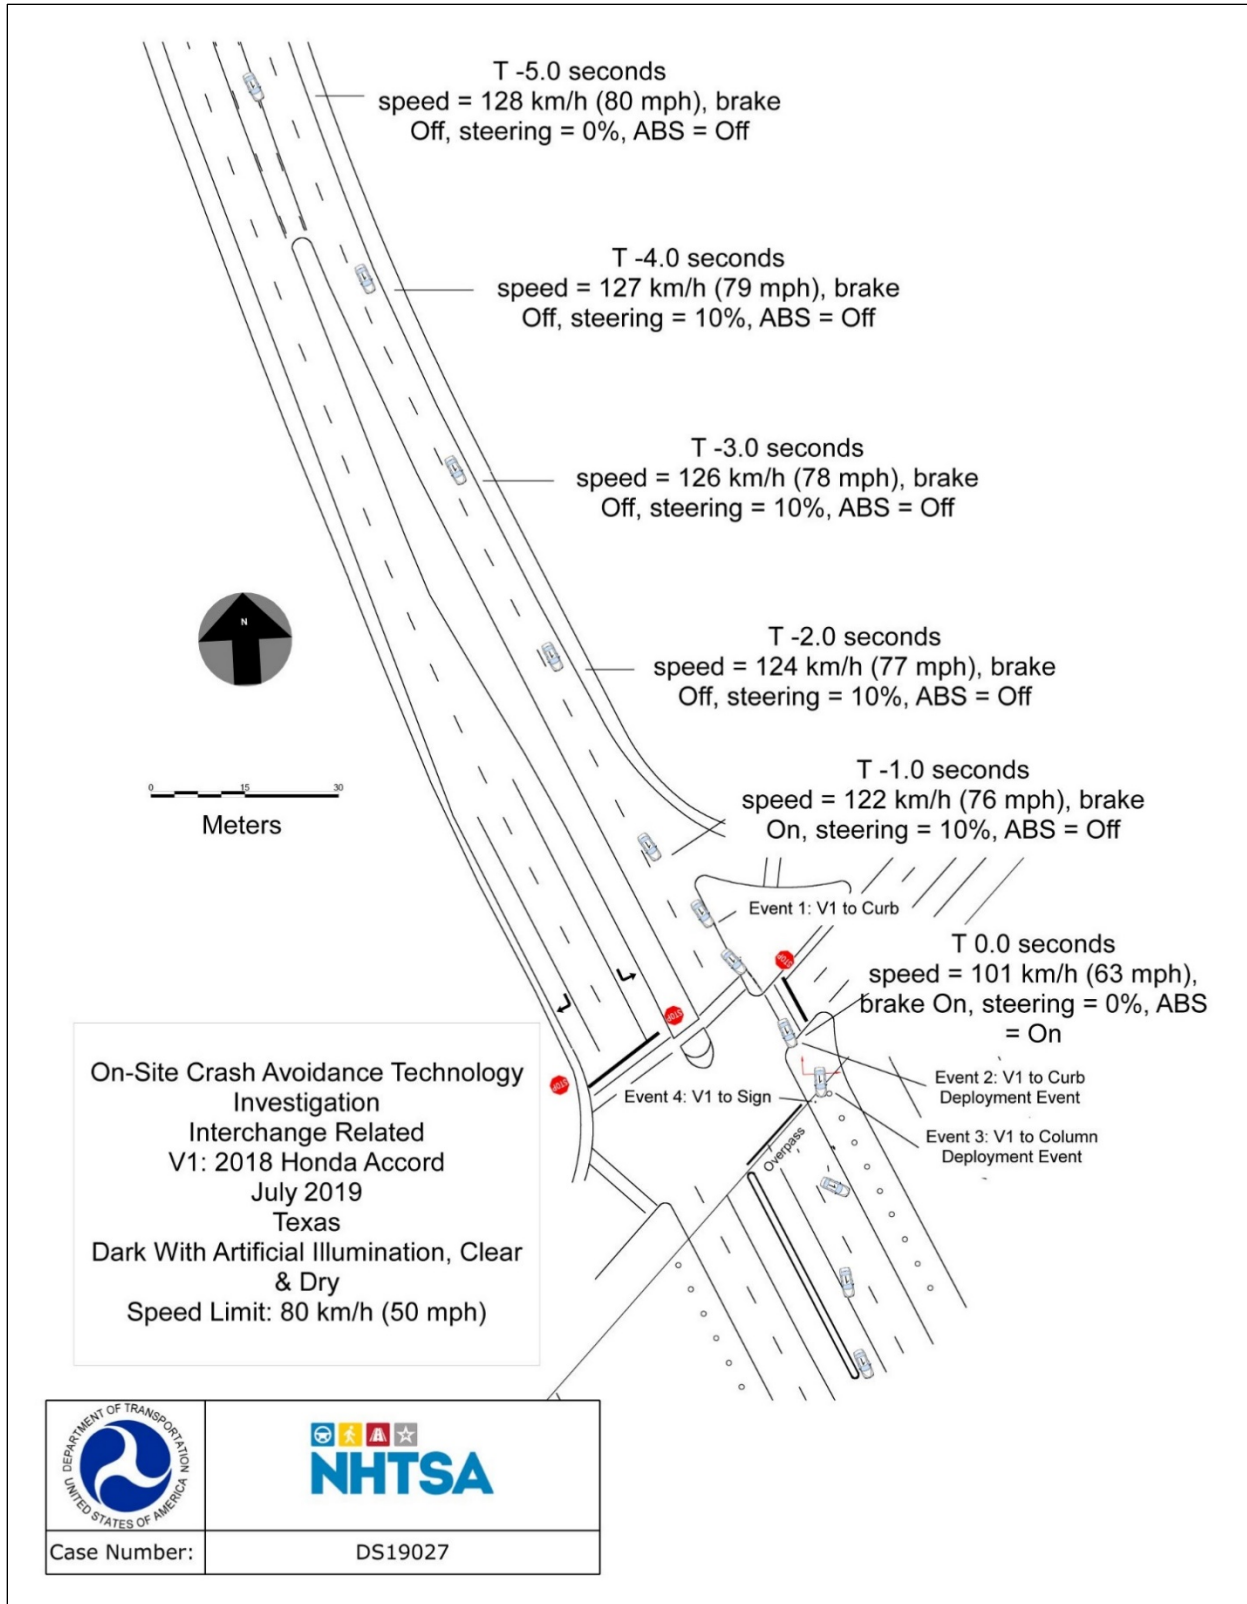 T -5.0 seconds
speed = 128 km/h (80 mph), brake
Off, steering = 0%, ABS = Off
T -4.0 seconds
speed = 127 km/h (79 mph), brake
Off, steering = 10%, ABS = Off
T -3.0 seconds
speed = 126 km/h (78 mph), brake
Off, steering = 10%, ABS = Off
N
T -2.0 seconds
speed = 124 km/h (77 mph), brake
Off, steering = 10%, ABS = Off
0 15 30
Meters
T -1.0 seconds
speed = 122 km/h (76 mph), brake
On, steering = 10%, ABS = Off
Event 1: V1 to Curb
T 0.0 seconds
speed = 101 km/h (63 mph),
brake On, steering = 0%, ABS
= On
STOP
STOP
STOP
Event 2: V1 to Curb
Deployment Event
Event 4: V1 to Sign
Event 3: V1 to Column
Deployment Event
Overpass
On-Site Crash Avoidance Technology
Investigation
Interchange Related
V1: 2018 Honda Accord
July 2019
Texas
Dark With Artificial Illumination, Clear
& Dry
Speed Limit: 80 km/h (50 mph)
DEPARTMENT OF TRANSPORTATION
UNITED STATES OF AMERICA
NHTSA
Case Number:
DS19027